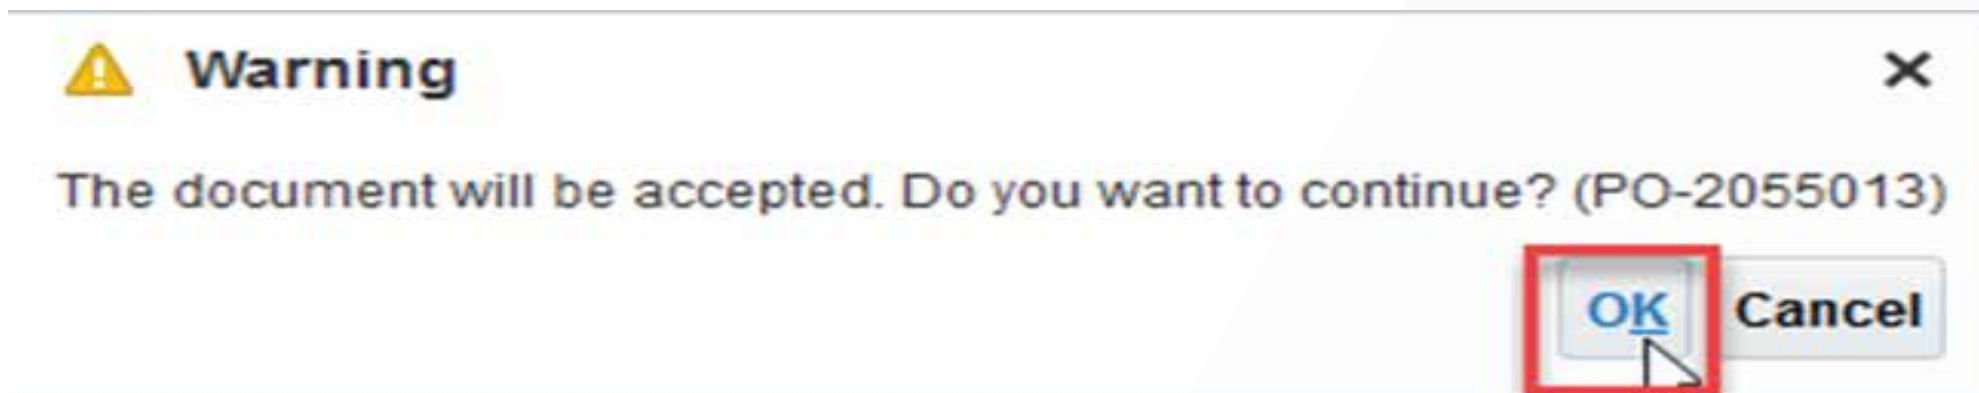 Warning
The document will be accepted. Do you want to continue? (PO-2055013)
OK Cancel